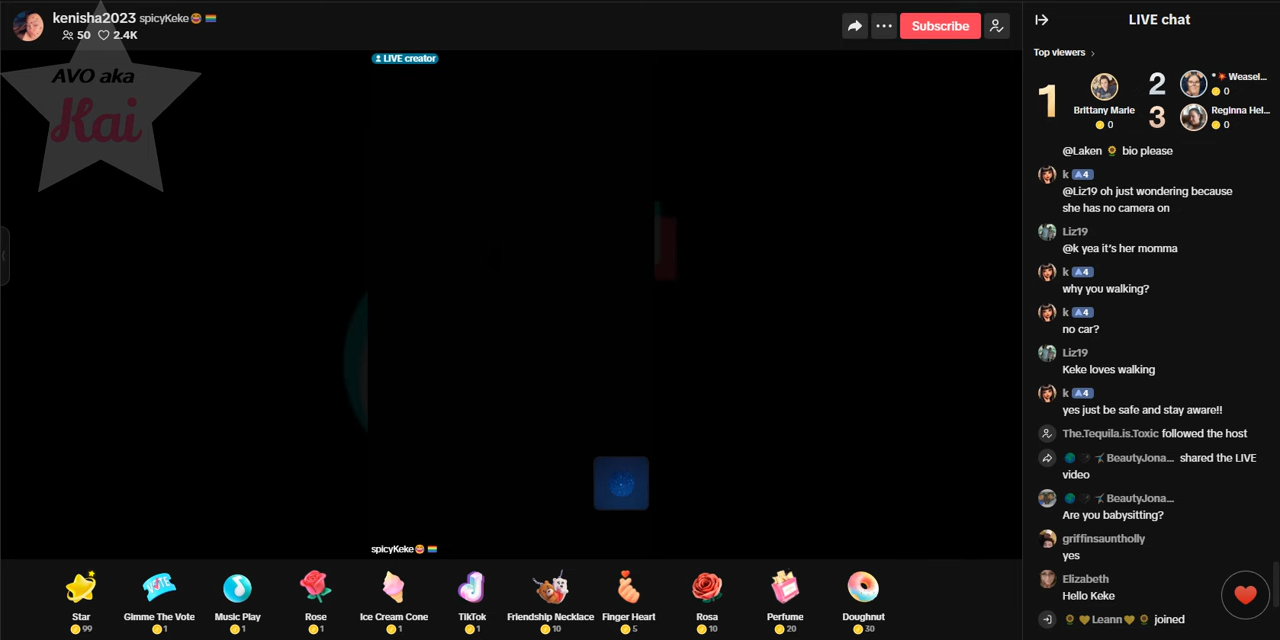 kenisha2023 spicyKeke
50 2.4K
Subscribe
AVO aka
Kai
LIVE creator
spicyKeke
Star
99
Gimme The Vote
1
Music Play
1
Rose
1
Ice Cream Cone
1
TikTok
1
Friendship Necklace
10
Finger Heart
5
Rosa
10
Perfume
20
Doughnut
30
LIVE chat
Top viewers
1
Brittany Marie
0
2
Weasel...
0
3
Reginna Hel...
0
@Laken 🌻 bio please
k 4
@Liz19 oh just wondering because
she has no camera on
Liz19
@k yea it's her momma
k 4
why you walking?
k 4
no car?
Liz19
Keke loves walking
k 4
yes just be safe and stay aware!!
The.Tequila.is.Toxic followed the host
BeautyJona... shared the LIVE
video
BeautyJona...
Are you babysitting?
griffinsauntholly
yes
Elizabeth
Hello Keke
🌻💛Leann💛🌻 joined